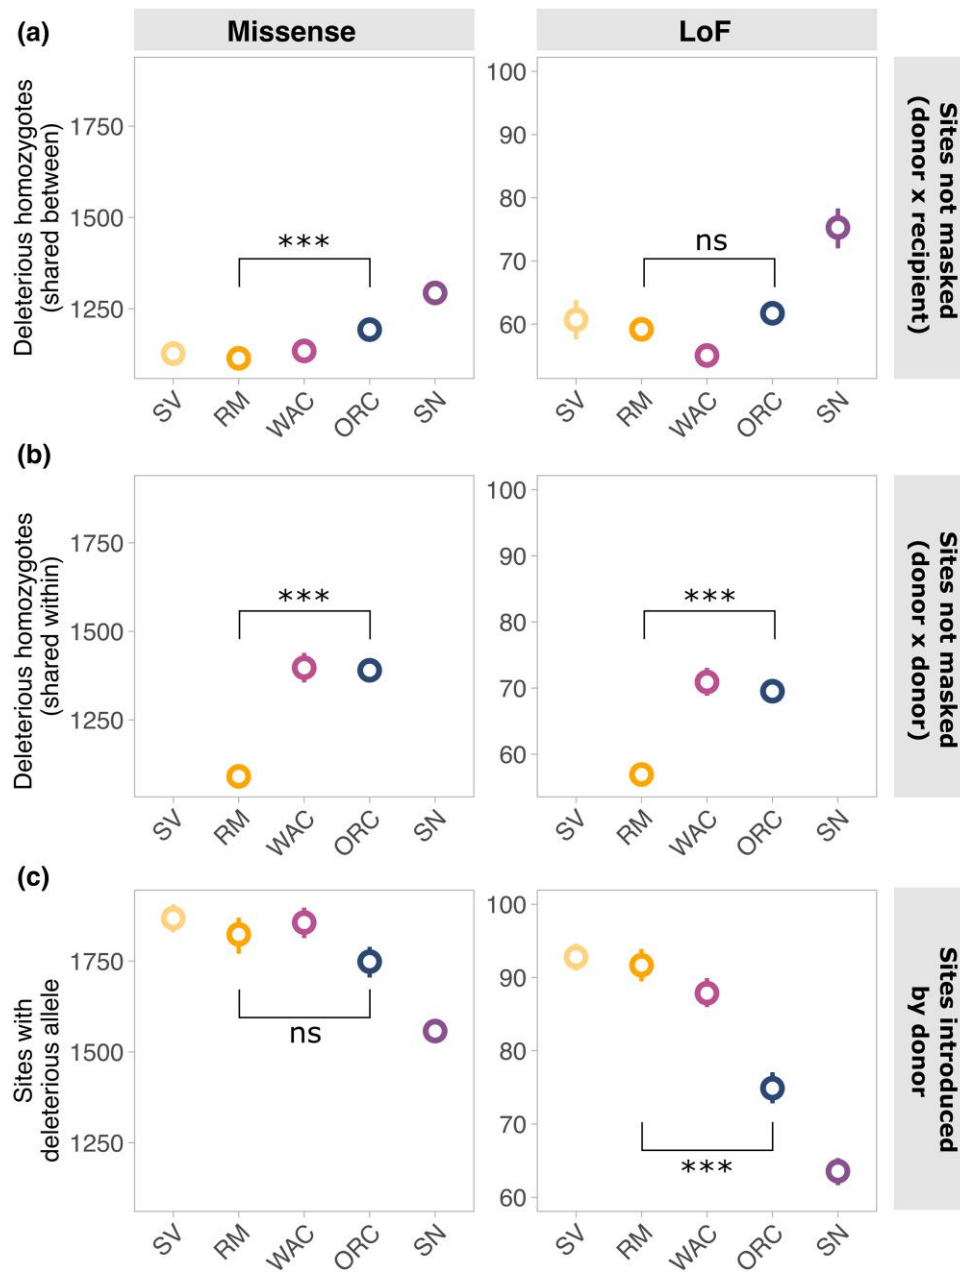 (a)
Missense
LoF
Deleterious homozygotes
(shared between)
1750
1500
1250
***
SV
RM
WAC
ORC
SN
100
90
80
70
60
ns
SV
RM
WAC
ORC
SN
Sites not masked
(donor x recipient)
(b)
Deleterious homozygotes
(shared within)
1750
1500
1250
***
SV
RM
WAC
ORC
SN
100
90
80
70
60
***
SV
RM
WAC
ORC
SN
Sites not masked
(donor x donor)
(c)
Sites with
deleterious allele
1750
1500
1250
ns
SV
RM
WAC
ORC
SN
100
90
80
70
60
***
SV
RM
WAC
ORC
SN
Sites introduced
by donor